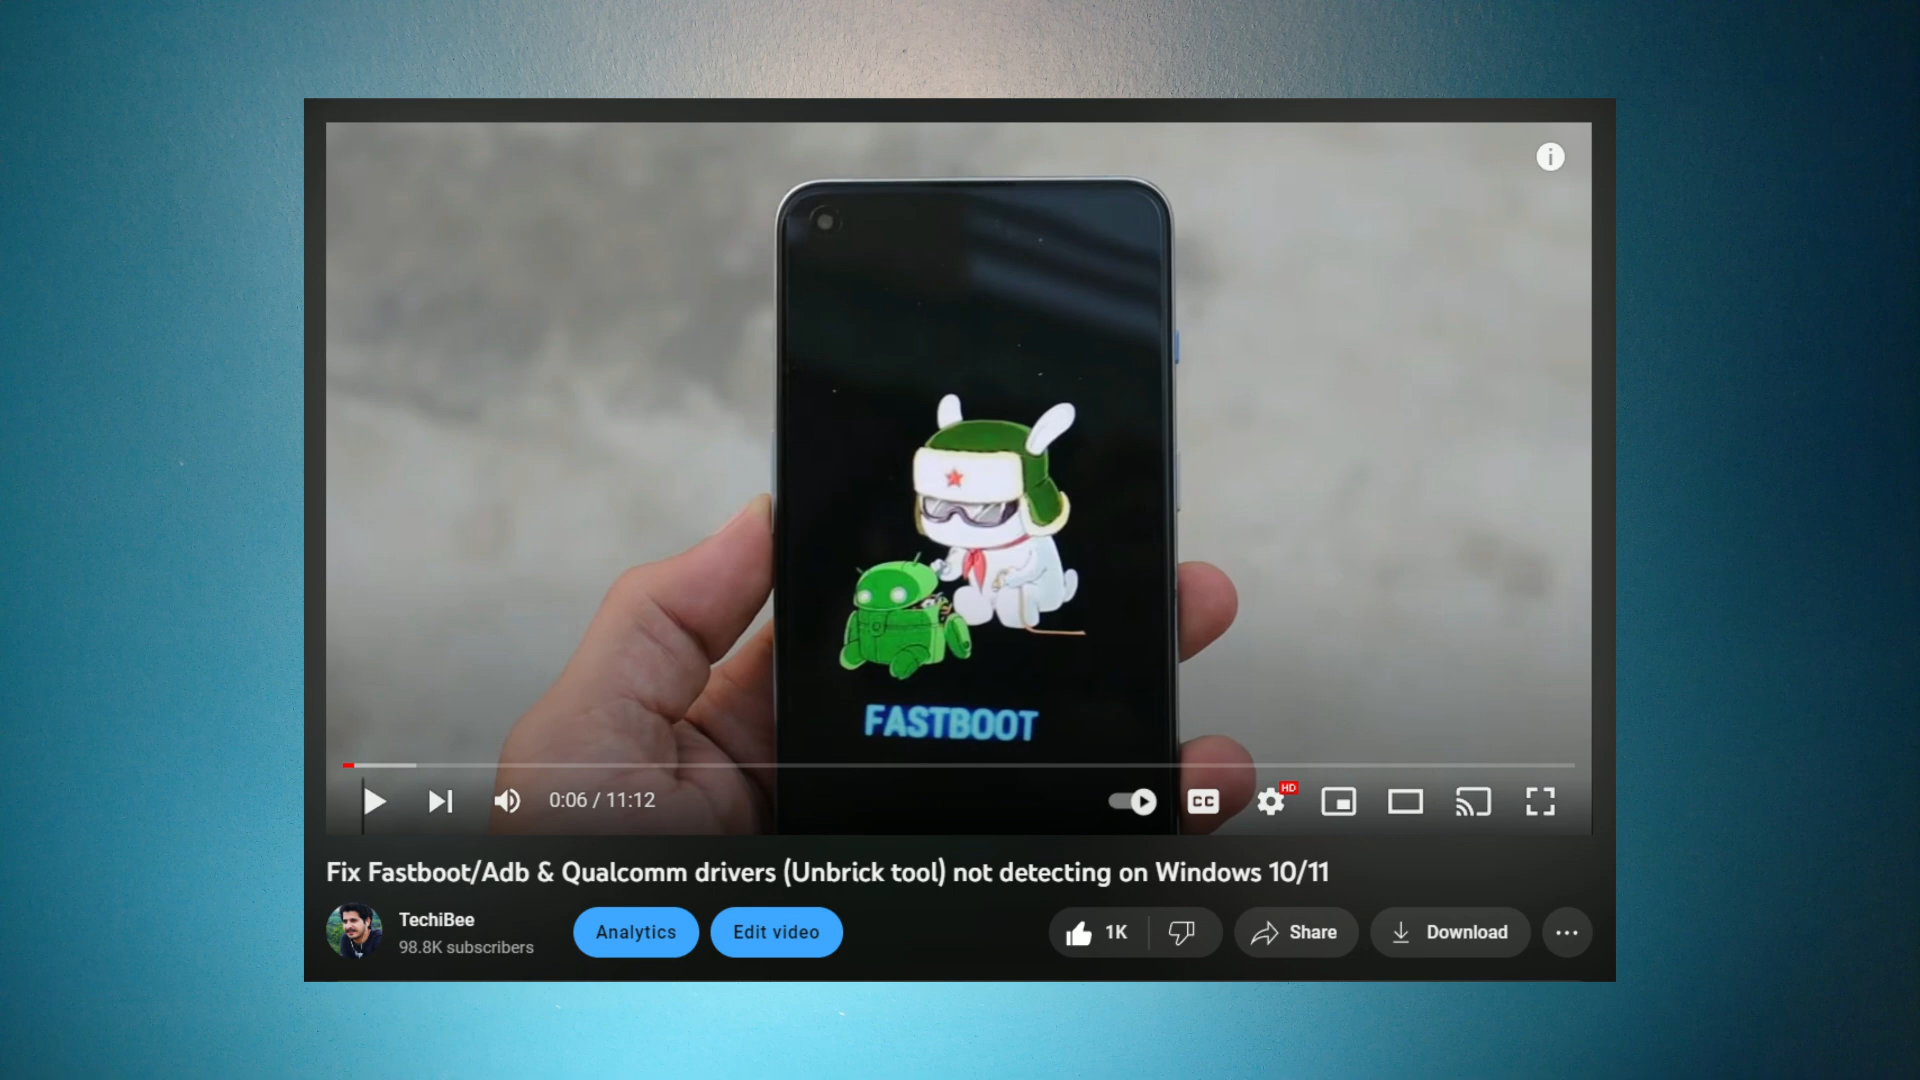 FASTBOOT
0:06 / 11:12
CC
HD
Fix Fastboot/Adb & Qualcomm drivers (Unbrick tool) not detecting on Windows 10/11
TechiBee
98.8K subscribers
Analytics
Edit video
1K
Share
Download